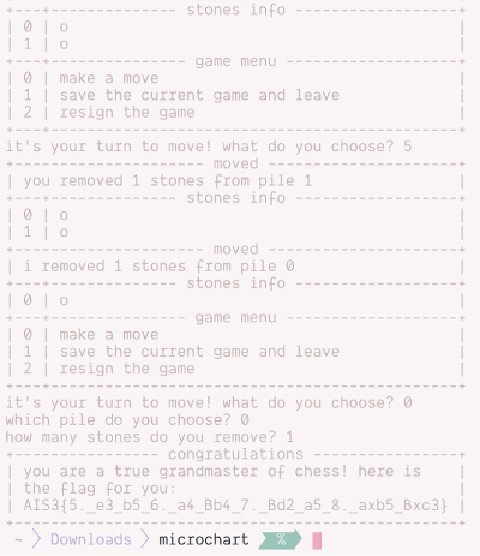 +---+--------------- stones info -------------------+
| 0 | o |
| 1 | o |
+---+---------------- game menu --------------------+
| 0 | make a move |
| 1 | save the current game and leave |
| 2 | resign the game |
+---+-----------------------------------------------+
it's your turn to move! what do you choose? 5
+---------------------- moved ----------------------+
| you removed 1 stones from pile 1 |
+---+--------------- stones info -------------------+
| 0 | o |
| 1 | o |
+---------------------- moved ----------------------+
| i removed 1 stones from pile 0 |
+---+--------------- stones info -------------------+
| 0 | o |
+---+---------------- game menu --------------------+
| 0 | make a move |
| 1 | save the current game and leave |
| 2 | resign the game |
+---+-----------------------------------------------+
it's your turn to move! what do you choose? 0
which pile do you choose? 0
how many stones do you remove? 1
+----------------- congratulations -----------------+
| you are a true grandmaster of chess! here is |
| the flag for you: |
| AIS3{5._e3_b5_6._a4_Bb4_7._Bd2_a5_8._axb5_Bxc3} |
+---------------------------------------------------+
~ > Downloads > microchart %